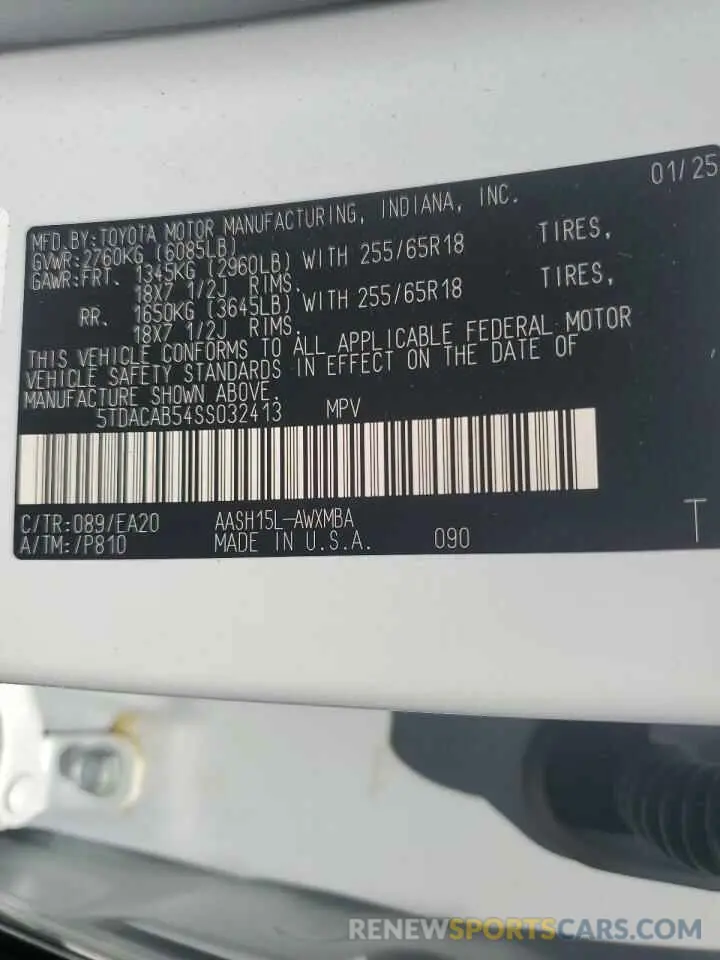 01/25
MFD.BY:TOYOTA MOTOR MANUFACTURING, INDIANA, INC.
GVWR:2760KG (6085LB)
GAWR:FRT. 1345KG (2960LB) WITH 255/65R18 TIRES,
18X7 1/2J RIMS.
RR. 1650KG (3645LB) WITH 255/65R18 TIRES,
18X7 1/2J RIMS.
THIS VEHICLE CONFORMS TO ALL APPLICABLE FEDERAL MOTOR
VEHICLE SAFETY STANDARDS IN EFFECT ON THE DATE OF
MANUFACTURE SHOWN ABOVE.
5TDACAB54SS032413 MPV
C/TR:089/EA20 AASH15L-AWXMBA
A/TM:/P810 MADE IN U.S.A. 090 T
RENEWSPORTSCARS.COM